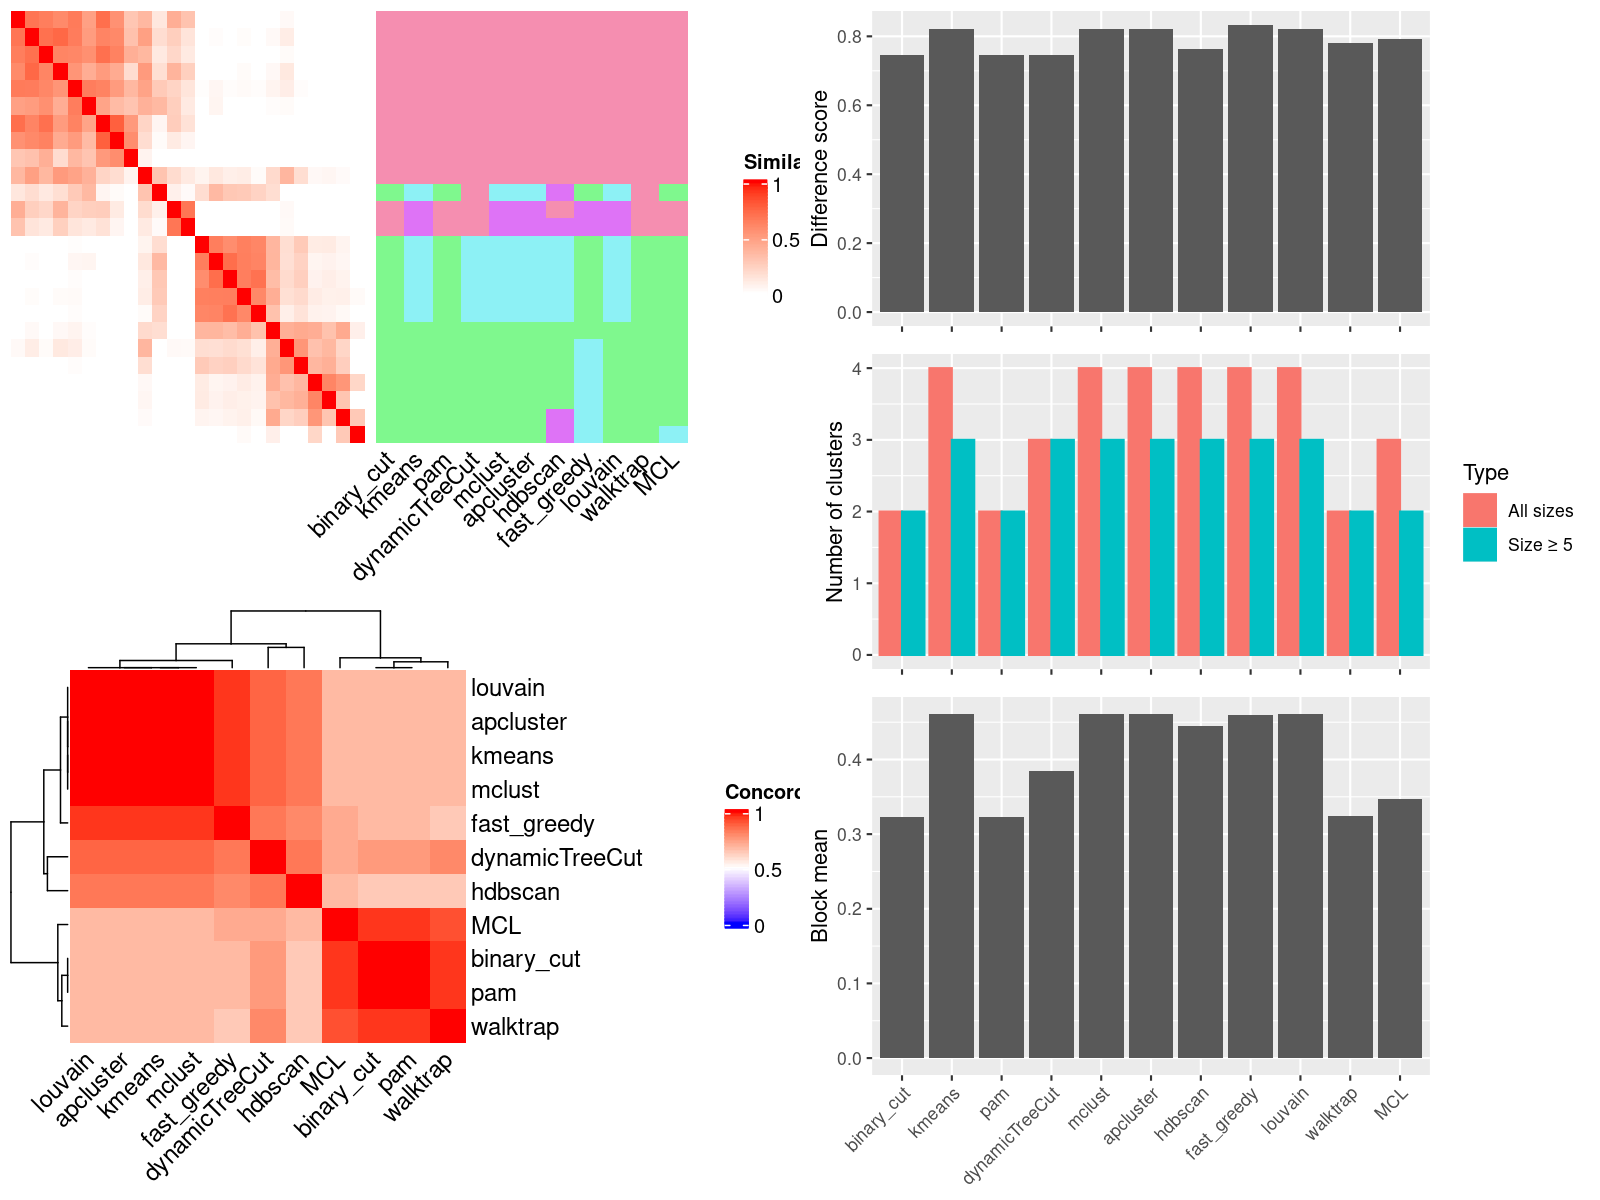 Simila
1
0.5
0
binary_cut
kmeans
pam
dynamicTreeCut
mclust
apcluster
hdbscan
fast_greedy
louvain
walktrap
MCL
louvain
apcluster
kmeans
mclust
fast_greedy
dynamicTreeCut
hdbscan
MCL
binary_cut
pam
walktrap
louvain
apcluster
kmeans
mclust
fast_greedy
dynamicTreeCut
hdbscan
MCL
binary_cut
pam
walktrap
Concord
1
0.5
0
Difference score
0.8
0.6
0.4
0.2
0.0
Number of clusters
4
3
2
1
0
Type
All sizes
Size ≥ 5
Block mean
0.4
0.3
0.2
0.1
0.0
binary_cut
kmeans
pam
dynamicTreeCut
mclust
apcluster
hdbscan
fast_greedy
louvain
walktrap
MCL